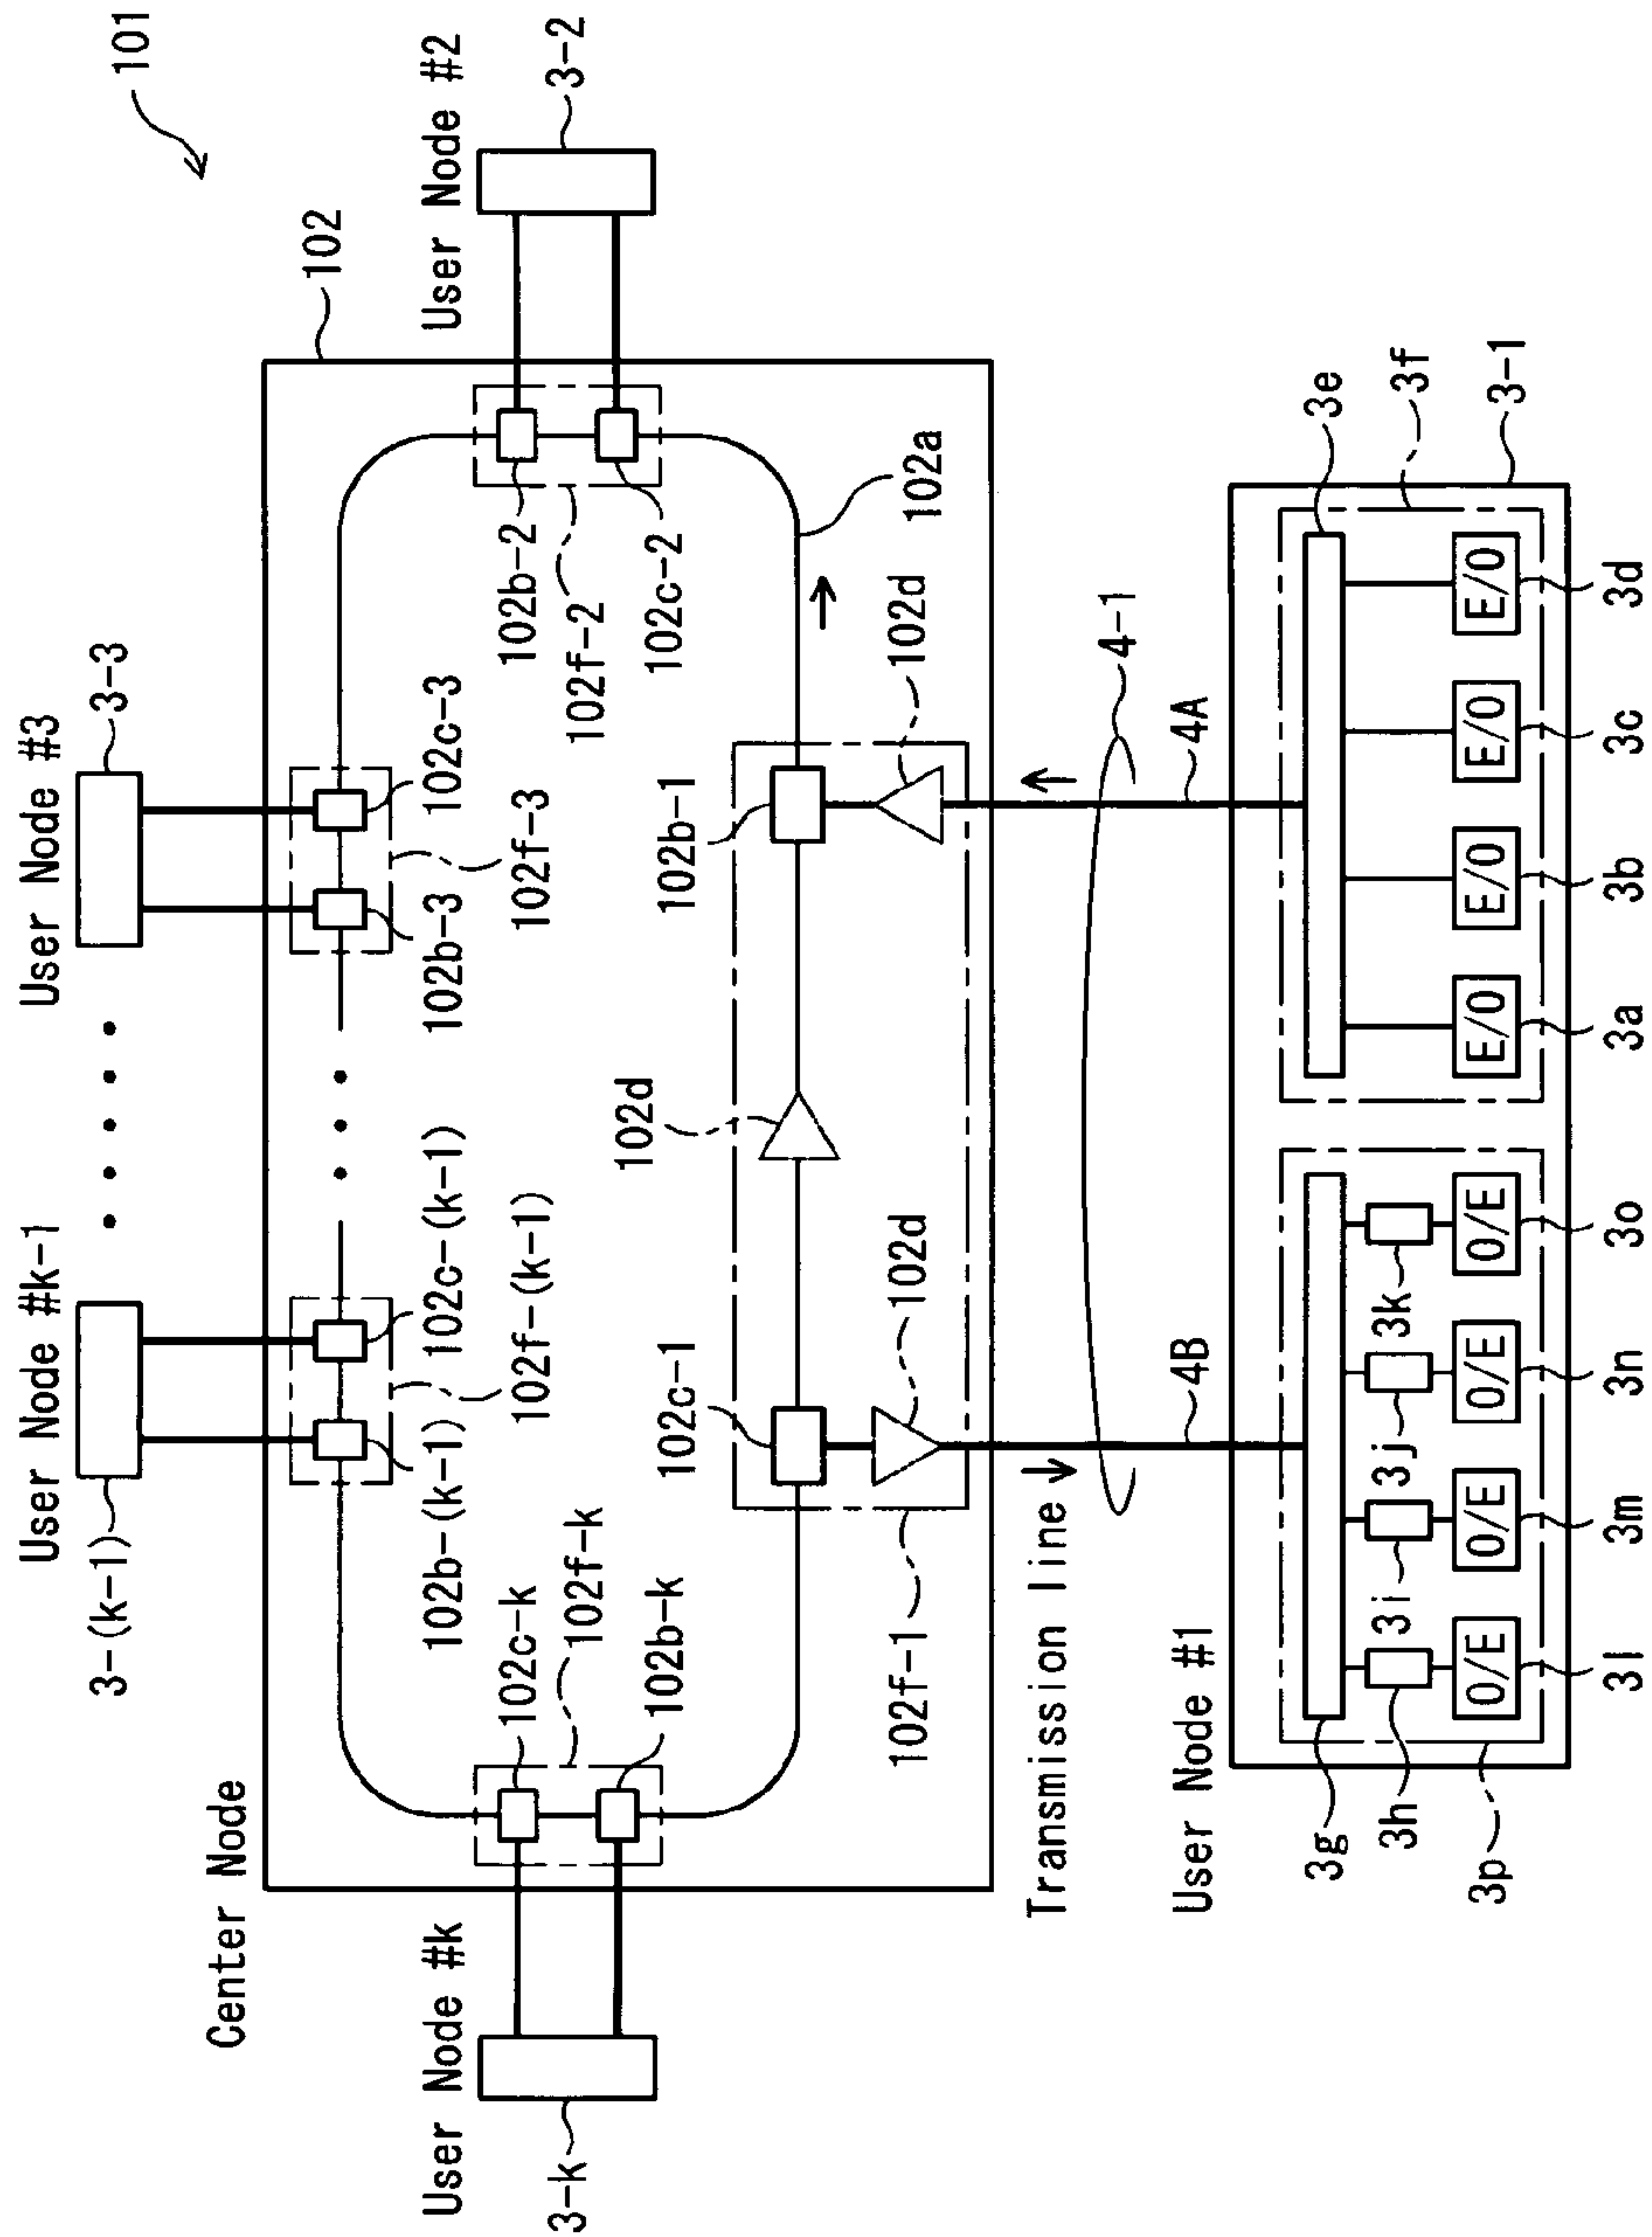 101
User Node #k-1
User Node #3
3-(k-1)
3-3
Center Node
102
User Node #k
User Node #2
3-k
3-2
102b-(k-1)
102c-(k-1)
102f-(k-1)
102b-3
102c-3
102f-3
102c-k
102f-k
102b-k
102b-2
102f-2
102c-2
102d
102c-1
102b-1
102a
102f-1
102d
102d
Transmission line
4-1
4B
4A
User Node #1
3g
3h
3i
3j
3k
3e
3f
3p
3-1
O/E
O/E
O/E
O/E
E/O
E/O
E/O
E/O
3l
3m
3n
3o
3a
3b
3c
3d